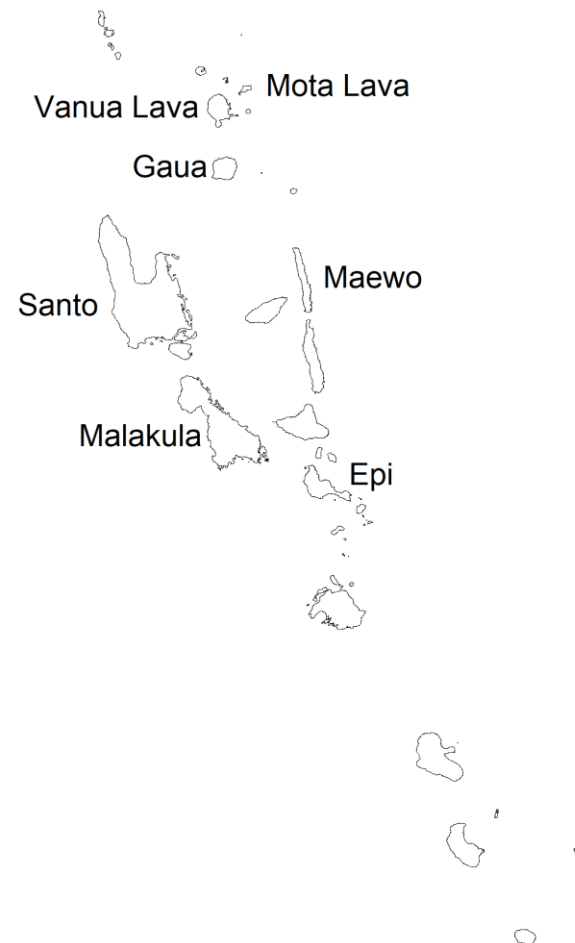 Mota Lava
Vanua Lava
Gaua
Maewo
Santo
Malakula
Epi